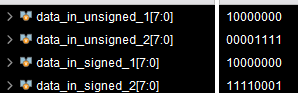 data_in_unsigned_1[7:0] 10000000
data_in_unsigned_2[7:0] 00001111
data_in_signed_1[7:0] 10000000
data_in_signed_2[7:0] 11110001